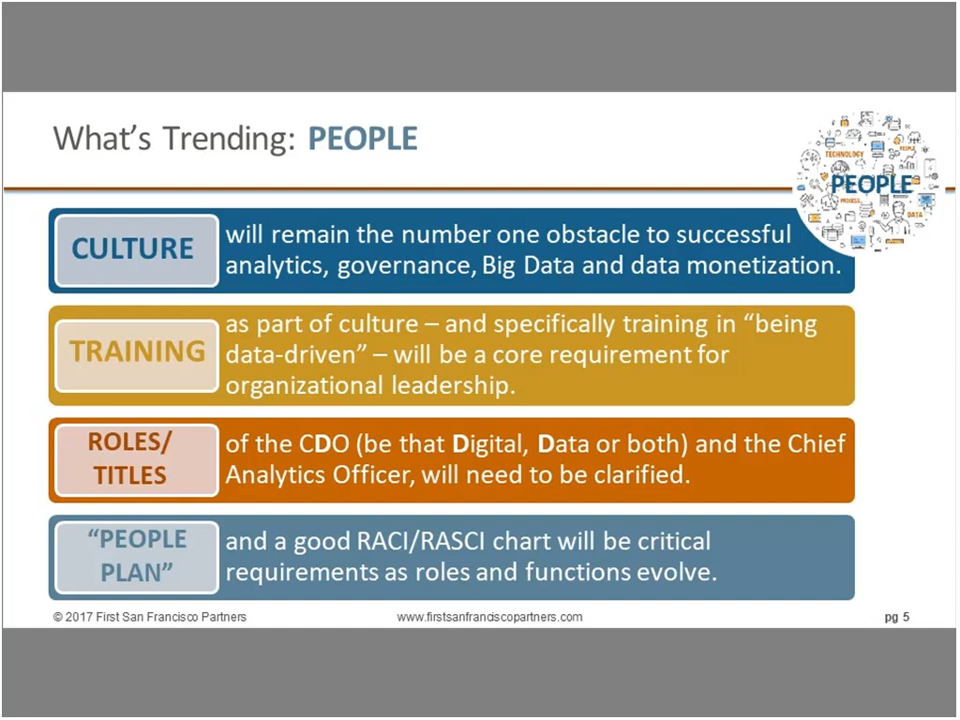 What's Trending: PEOPLE
TECHNOLOGY
PEOPLE
PEOPLE
PROCESS
DATA
CULTURE
will remain the number one obstacle to successful
analytics, governance, Big Data and data monetization.
TRAINING
as part of culture – and specifically training in “being
data-driven” – will be a core requirement for
organizational leadership.
ROLES/
TITLES
of the CDO (be that Digital, Data or both) and the Chief
Analytics Officer, will need to be clarified.
“PEOPLE
PLAN”
and a good RACI/RASCI chart will be critical
requirements as roles and functions evolve.
© 2017 First San Francisco Partners
www.firstsanfranciscopartners.com
pg 5